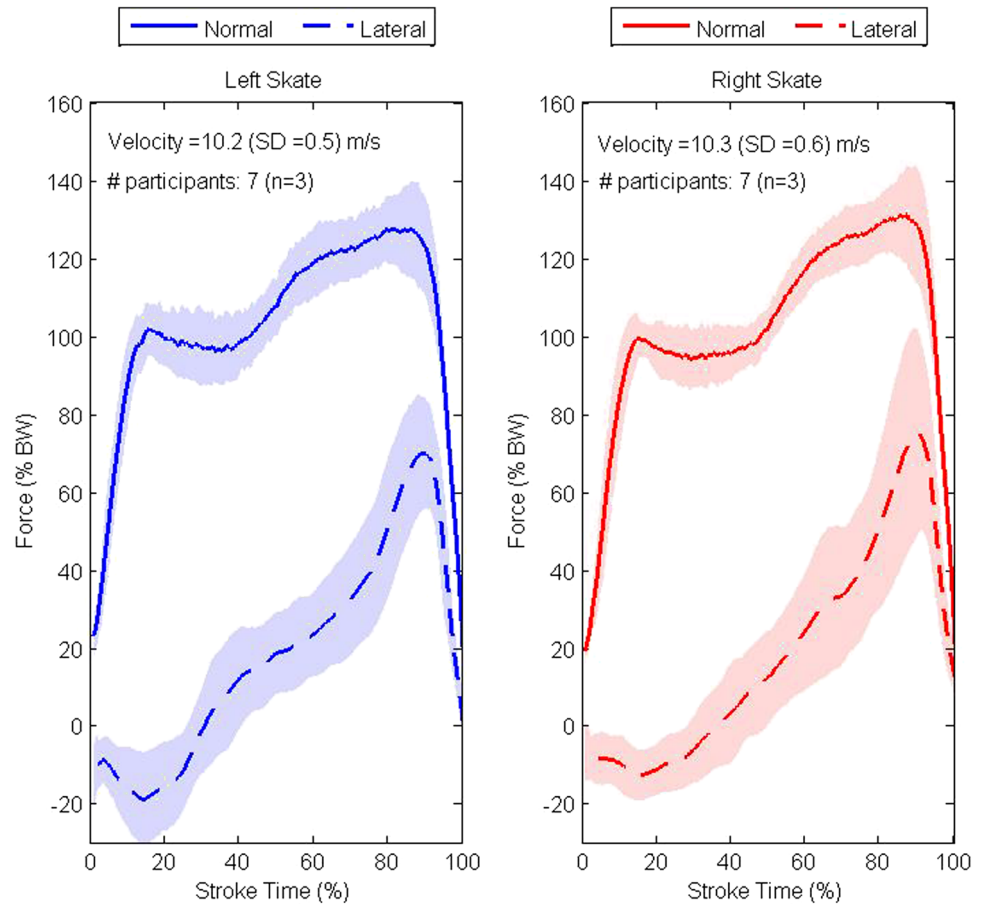 Normal Lateral
Normal Lateral
Left Skate
Right Skate
Velocity =10.2 (SD =0.5) m/s
# participants: 7 (n=3)
Velocity =10.3 (SD =0.6) m/s
# participants: 7 (n=3)
Force (% BW)
160
140
120
100
80
60
40
20
0
-20
0 20 40 60 80 100
Stroke Time (%)
Force (% BW)
160
140
120
100
80
60
40
20
0
-20
0 20 40 60 80 100
Stroke Time (%)